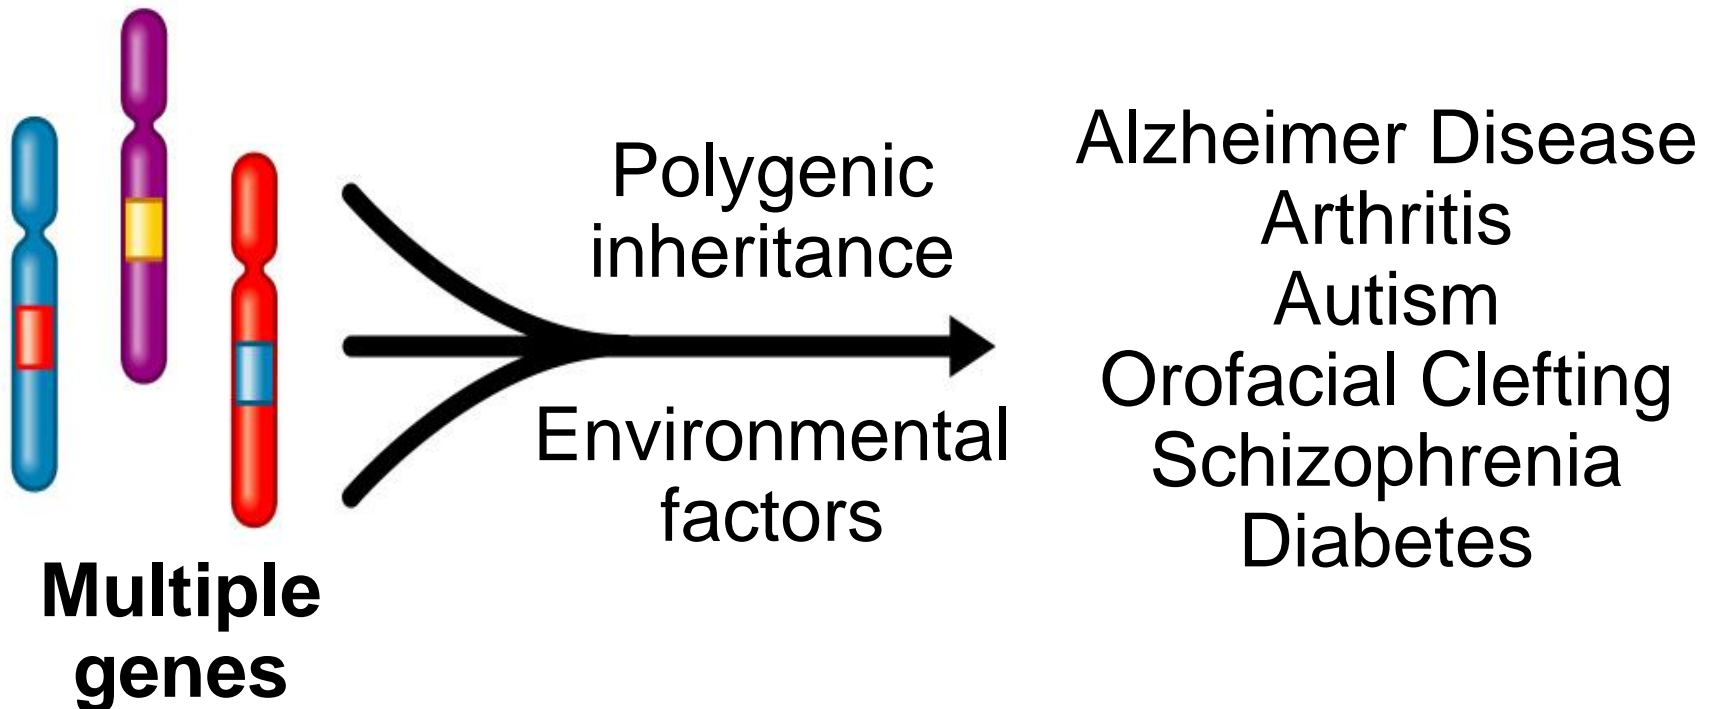 Multiple
genes
Polygenic
inheritance
Environmental
factors
Alzheimer Disease
Arthritis
Autism
Orofacial Clefting
Schizophrenia
Diabetes